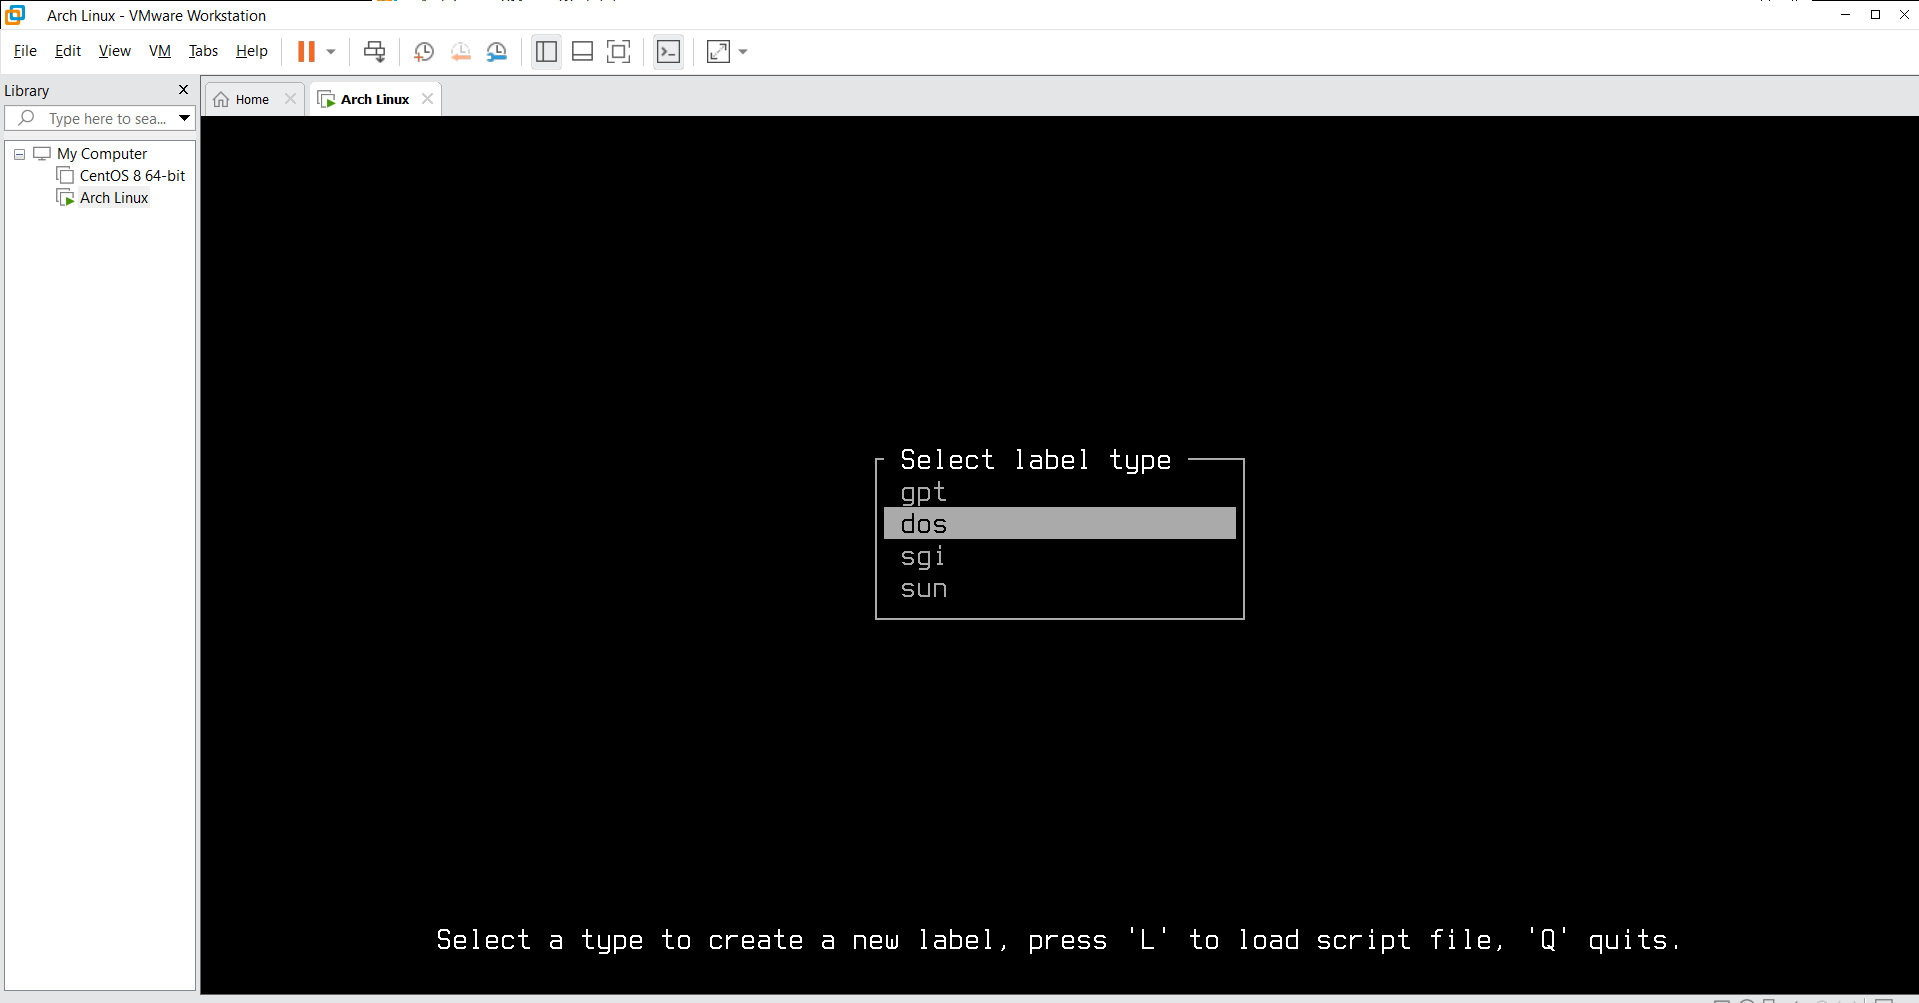 Arch Linux - VMware Workstation
File Edit View VM Tabs Help
Library
Type here to sea...
Home
Arch Linux
My Computer
CentOS 8 64-bit
Arch Linux
Select label type
gpt
dos
sgi
sun
Select a type to create a new label, press 'L' to load script file, 'Q' quits.